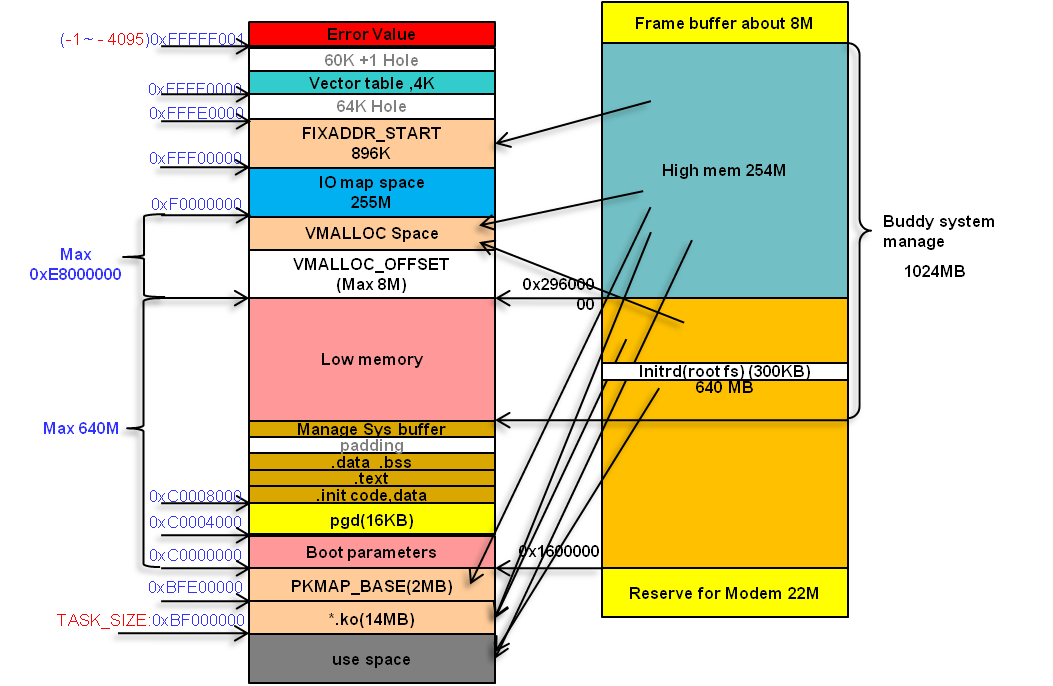 Frame buffer about 8M
(-1~ - 4095)0xFFFFF001
Error Value
60K +1 Hole
0xFFFF0000
Vector table ,4K
64K Hole
0xFFFE0000
FIXADDR_START
896K
0xFFF00000
High mem 254M
IO map space
255M
0xF0000000
VMALLOC Space
Buddy system
manage
1024MB
Max
0xE8000000
VMALLOC_OFFSET
(Max 8M)
0x296000
00
Low memory
Initrd(root fs) (300KB)
640 MB
Max 640M
Manage Sys buffer
padding
.data .bss
.text
0xC0008000
.init code,data
0xC0004000
pgd(16KB)
0xC0000000
Boot parameters
0x1600000
0xBFE00000
PKMAP_BASE(2MB)
Reserve for Modem 22M
TASK_SIZE:0xBF000000
*.ko(14MB)
use space